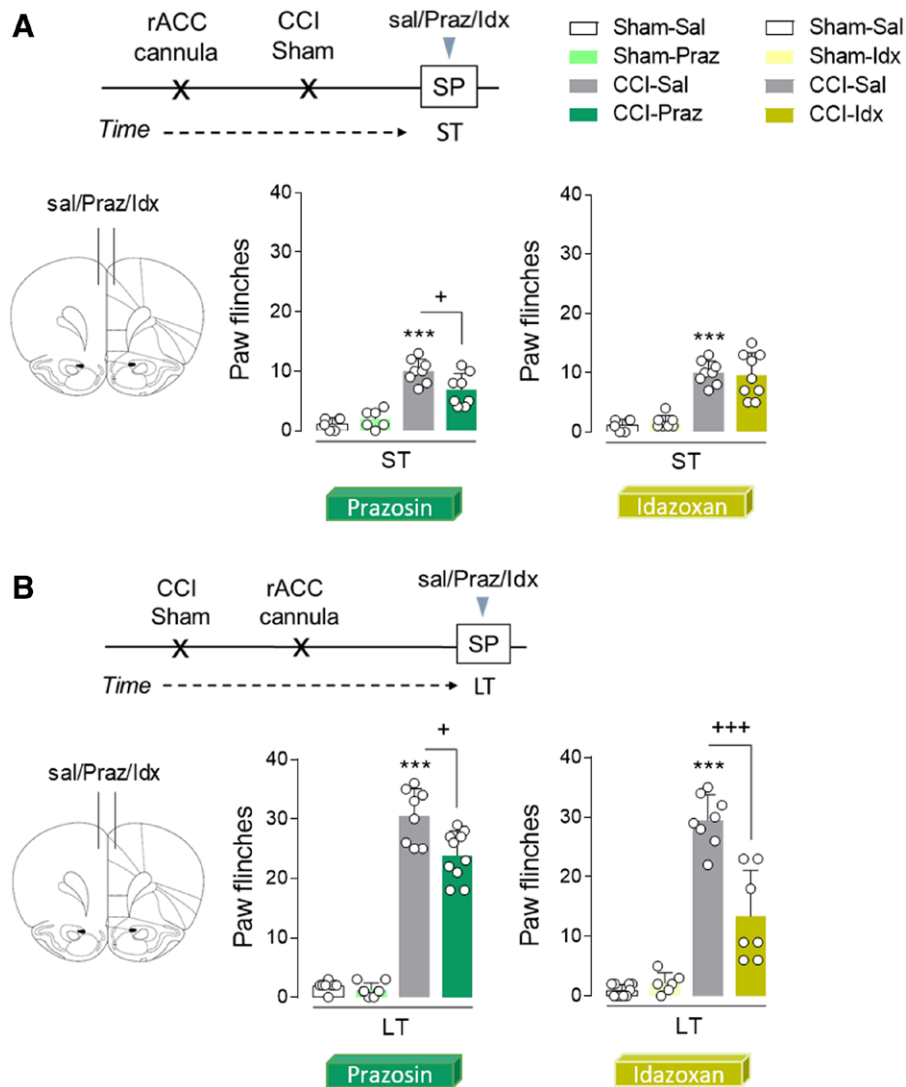 A
rACC
cannula
CCI
Sham
sal/Praz/Idx
SP
Time
ST
Sham-Sal
Sham-Praz
CCI-Sal
CCI-Praz
Sham-Sal
Sham-Idx
CCI-Sal
CCI-Idx
sal/Praz/Idx
Paw flinches
40
30
20
10
0
***
+
ST
Prazosin
Paw flinches
40
30
20
10
0
***
ST
Idazoxan
B
CCI
Sham
rACC
cannula
sal/Praz/Idx
SP
Time
LT
sal/Praz/Idx
Paw flinches
40
30
20
10
0
***
+
LT
Prazosin
Paw flinches
40
30
20
10
0
***
+++
LT
Idazoxan